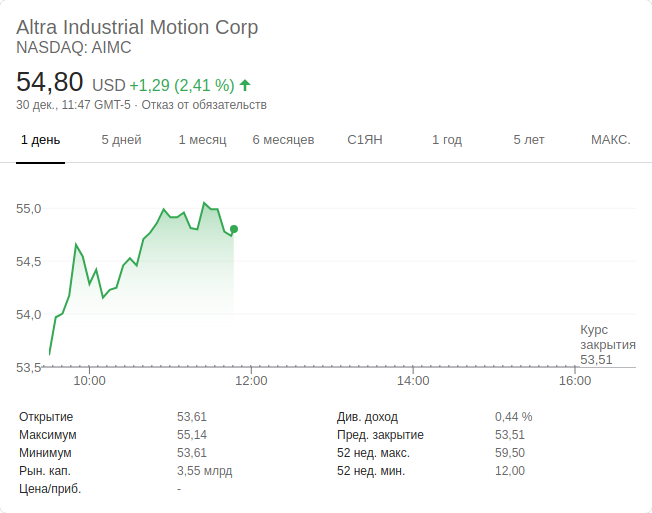 Altra Industrial Motion Corp
NASDAQ: AIMC
54,80 USD +1,29 (2,41 %)
30 дек., 11:47 GMT-5 · Отказ от обязательств
1 день 5 дней 1 месяц 6 месяцев С1ЯН 1 год 5 лет МАКС.
55,0
54,5
54,0
Курс
закрытия
53,51
53,5
10:00 12:00 14:00 16:00
Открытие 53,61 Див. доход 0,44 %
Максимум 55,14 Пред. закрытие 53,51
Минимум 53,61 52 нед. макс. 59,50
Рын. кап. 3,55 млрд 52 нед. мин. 12,00
Цена/приб. -